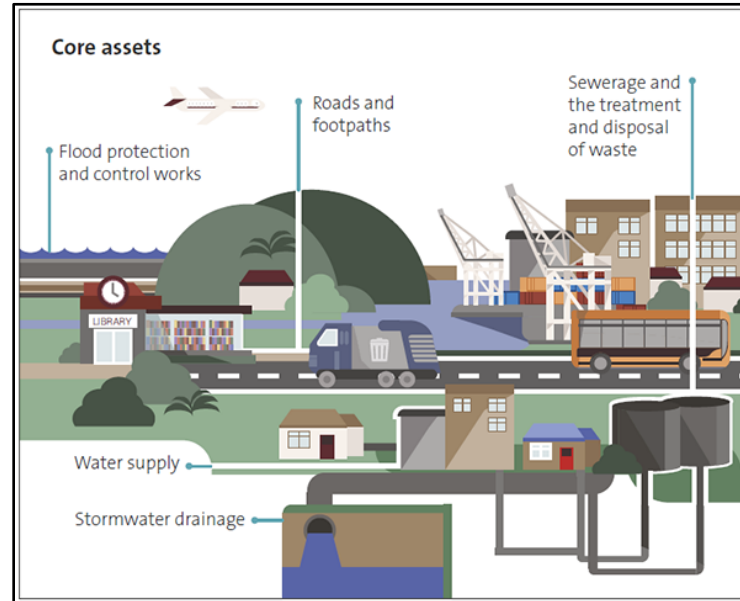 Core assets
Roads and
footpaths
Sewerage and
the treatment
and disposal
of waste
Flood protection
and control works
LIBRARY
Water supply
Stormwater drainage